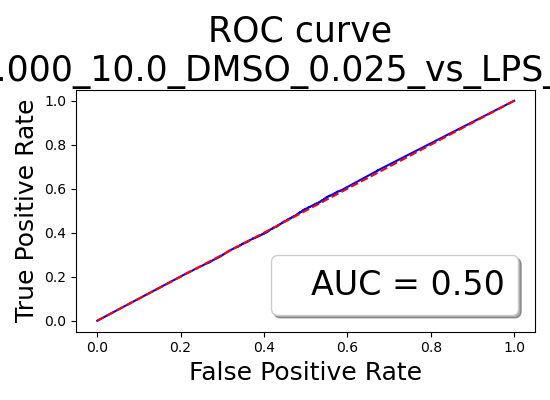 ROC curve
.000_10.0_DMSO_0.025_vs_LPS_
True Positive Rate
1.0
0.8
0.6
0.4
0.2
0.0
AUC = 0.50
0.0 0.2 0.4 0.6 0.8 1.0
False Positive Rate